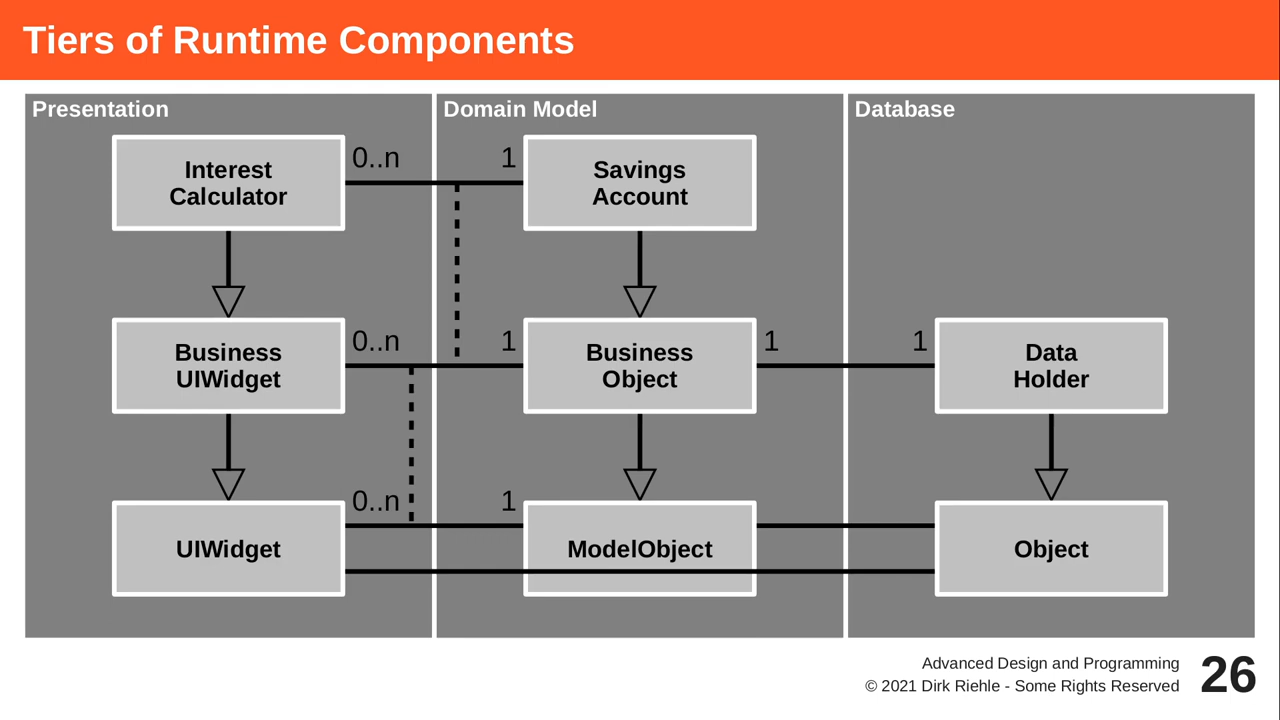 Tiers of Runtime Components
Presentation
Domain Model
Database
Interest
Calculator
0..n
1
Savings
Account
Business
UIWidget
0..n
1
Business
Object
1
1
Data
Holder
UIWidget
0..n
1
ModelObject
Object
Advanced Design and Programming
© 2021 Dirk Riehle - Some Rights Reserved
26